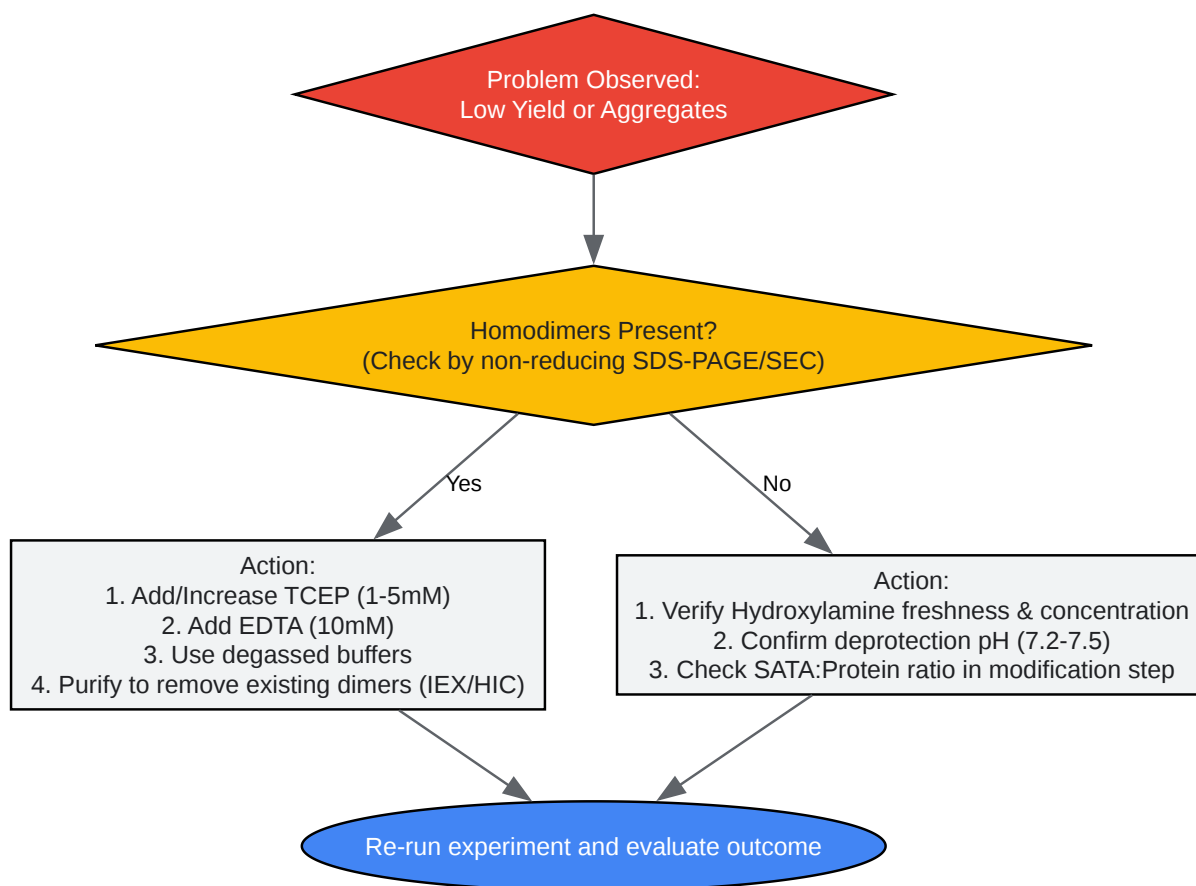 Problem Observed:
Low Yield or Aggregates
Homodimers Present?
(Check by non-reducing SDS-PAGE/SEC)
Yes
No
Action:
1. Add/Increase TCEP (1-5mM)
2. Add EDTA (10mM)
3. Use degassed buffers
4. Purify to remove existing dimers (IEX/HIC)
Action:
1. Verify Hydroxylamine freshness & concentration
2. Confirm deprotection pH (7.2-7.5)
3. Check SATA:Protein ratio in modification step
Re-run experiment and evaluate outcome